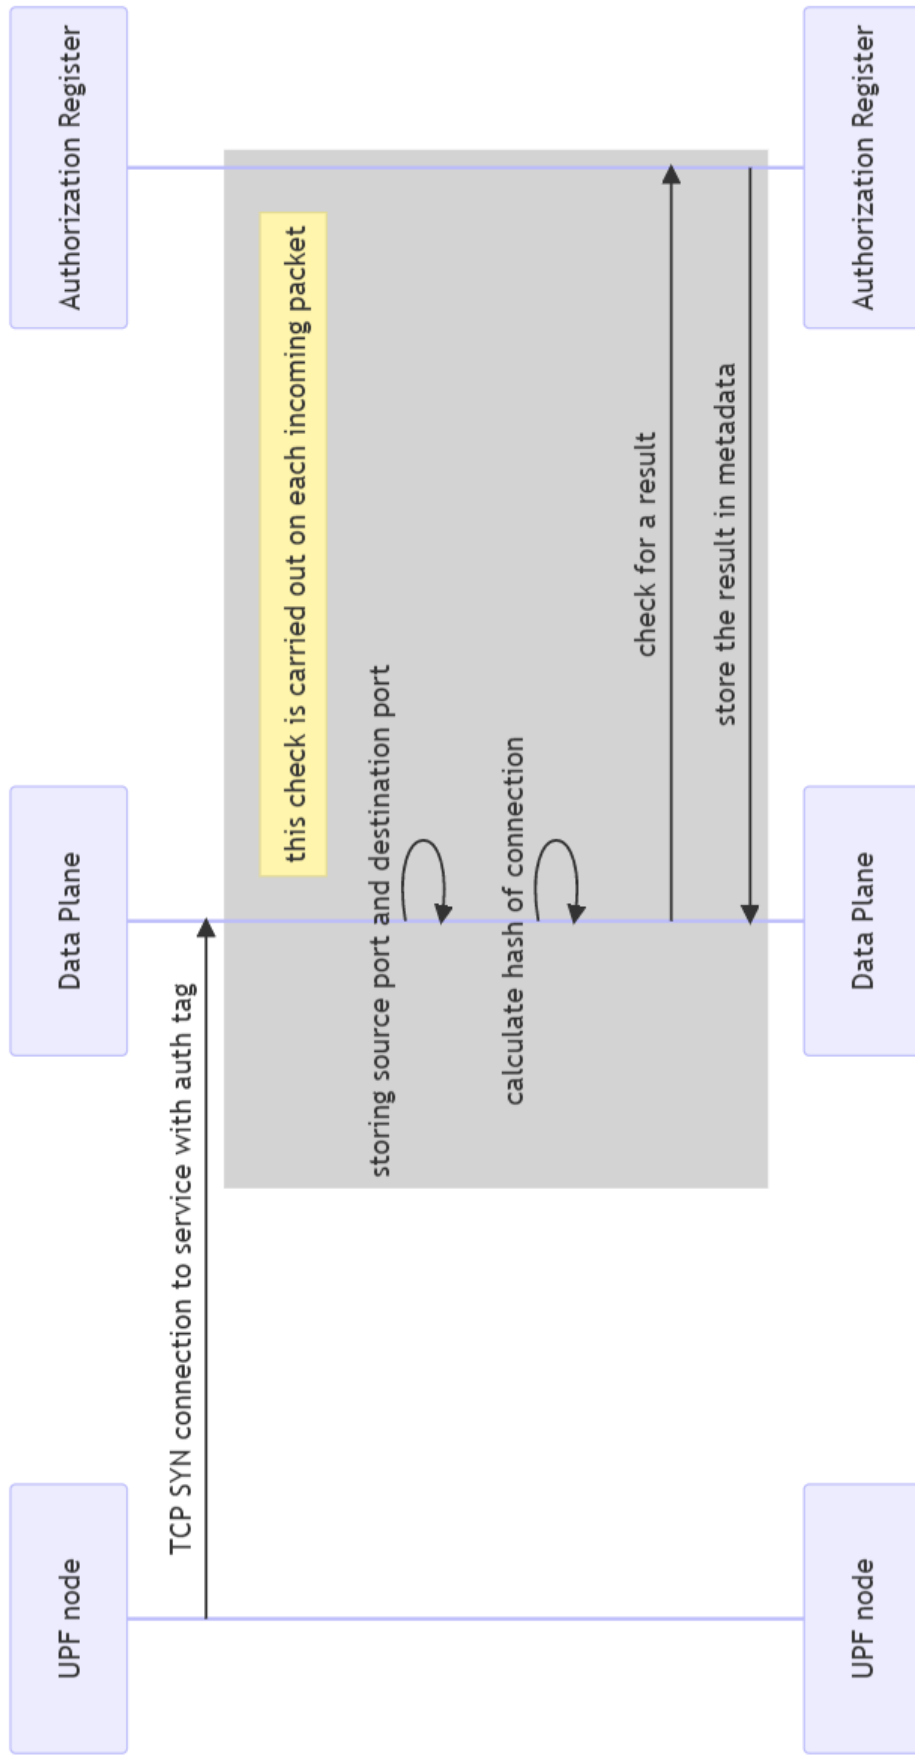 UPF node
Data Plane
Authorization Register
TCP SYN connection to service with auth tag
this check is carried out on each incoming packet
storing source port and destination port
calculate hash of connection
check for a result
store the result in metadata
UPF node
Data Plane
Authorization Register